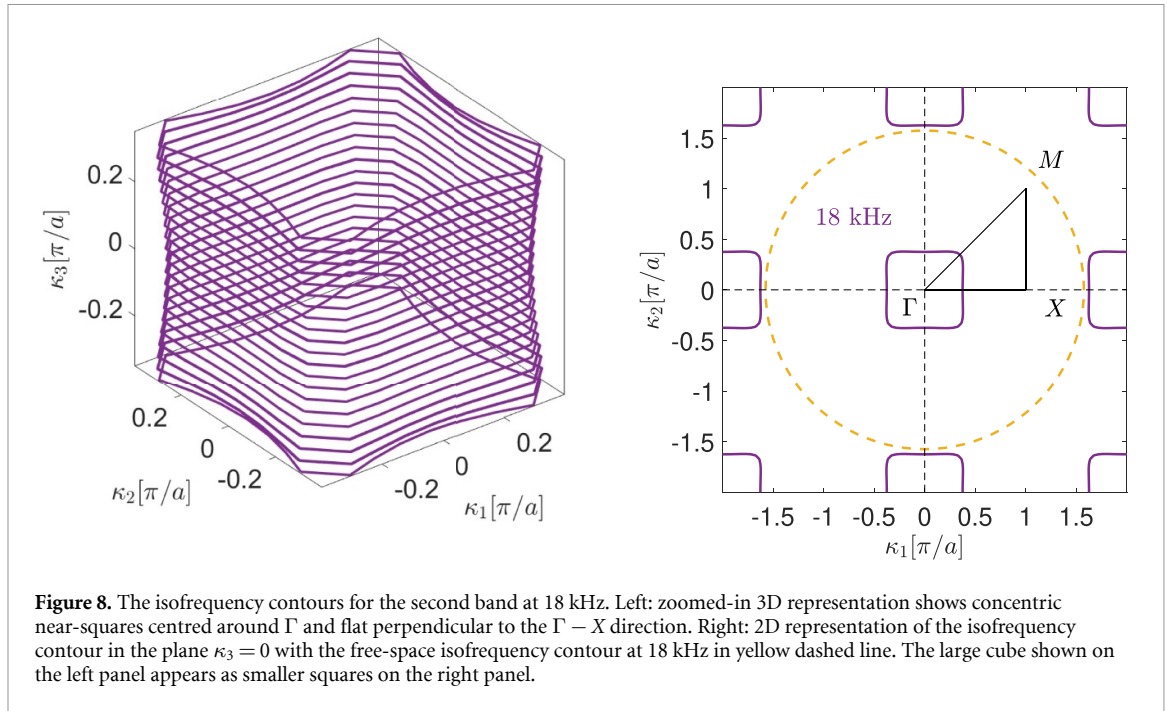 0.2
0
-0.2
κ₃[π/a]
0.2
0
-0.2
κ₂[π/a]
-0.2
0
0.2
κ₁[π/a]
1.5
1
0.5
0
-0.5
-1
-1.5
κ₂[π/a]
18 kHz
M
Γ
X
-1.5 -1 -0.5 0 0.5 1 1.5
κ₁[π/a]
Figure 8. The isofrequency contours for the second band at 18 kHz. Left: zoomed-in 3D representation shows concentric
near-squares centred around Γ and flat perpendicular to the Γ − X direction. Right: 2D representation of the isofrequency
contour in the plane κ₃ = 0 with the free-space isofrequency contour at 18 kHz in yellow dashed line. The large cube shown on
the left panel appears as smaller squares on the right panel.